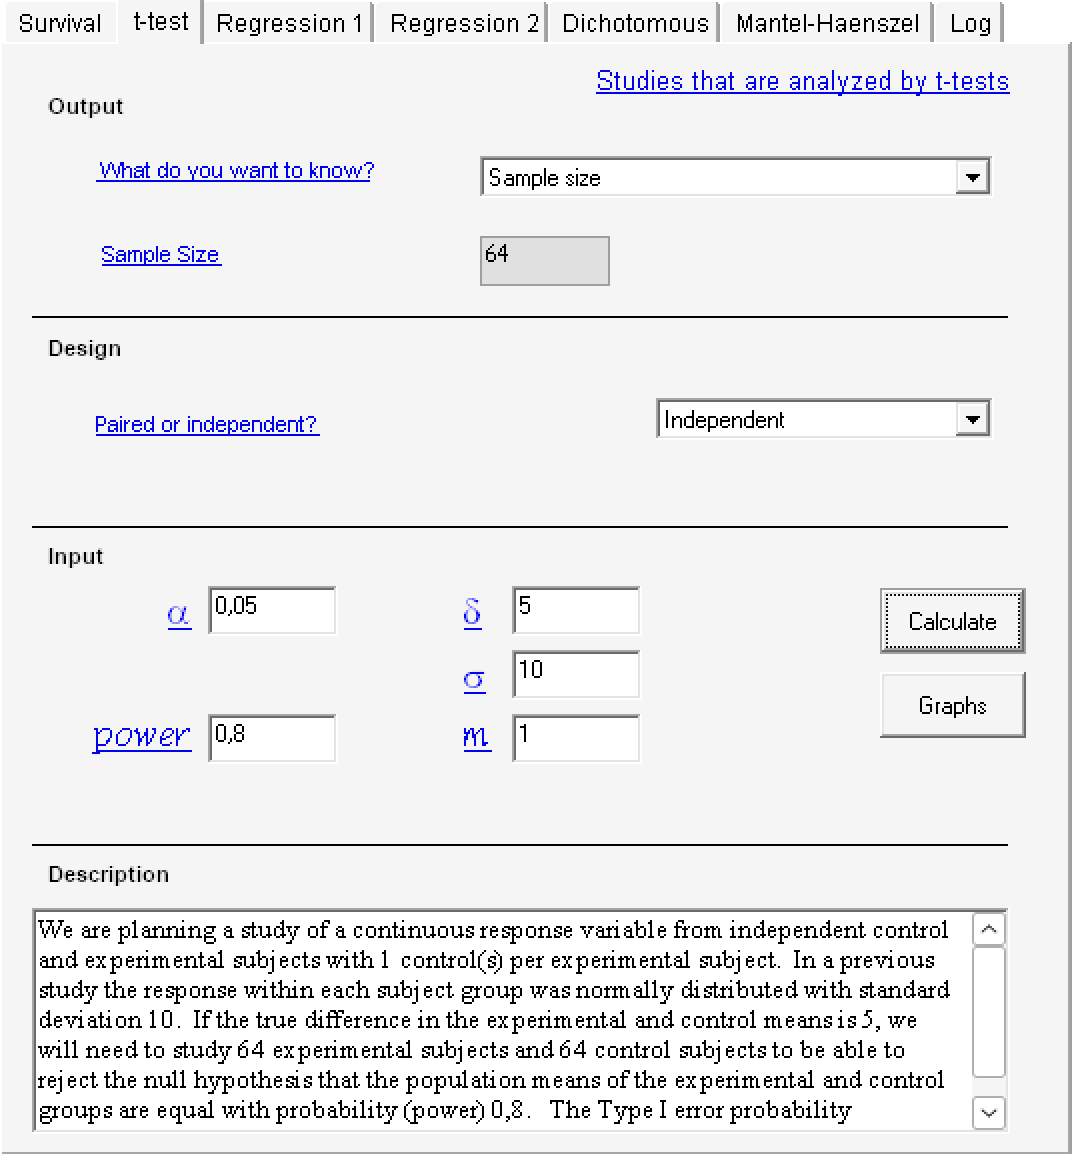 Survival t-test Regression 1 Regression 2 Dichotomous Mantel-Haenszel Log
Studies that are analyzed by t-tests
Output
What do you want to know? Sample size
Sample Size 64
Design
Paired or independent? Independent
Input
α 0,05 δ 5 Calculate
σ 10
Graphs
power 0,8 m 1
Description
We are planning a study of a continuous response variable from independent control
and experimental subjects with 1 control(s) per experimental subject. In a previous
study the response within each subject group was normally distributed with standard
deviation 10. If the true difference in the experimental and control means is 5, we
will need to study 64 experimental subjects and 64 control subjects to be able to
reject the null hypothesis that the population means of the experimental and control
groups are equal with probability (power) 0,8. The Type I error probability